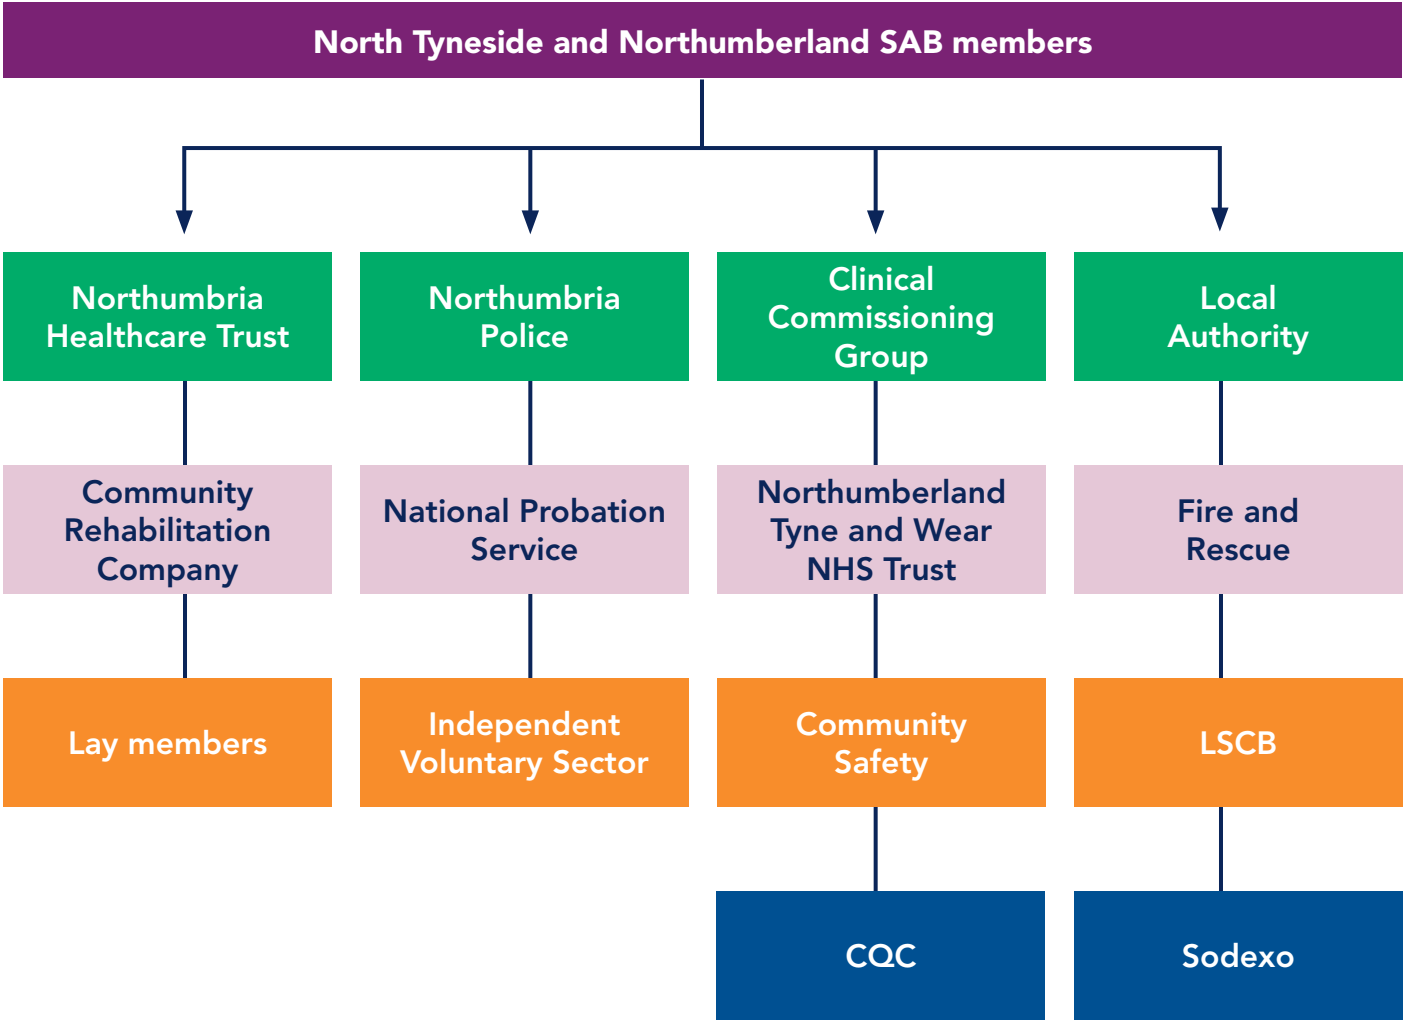 North Tyneside and Northumberland SAB members
Northumbria
Healthcare Trust
Northumbria
Police
Clinical
Commissioning
Group
Local
Authority
Community
Rehabilitation
Company
National Probation
Service
Northumberland
Tyne and Wear
NHS Trust
Fire and
Rescue
Lay members
Independent
Voluntary Sector
Community
Safety
LSCB
CQC
Sodexo